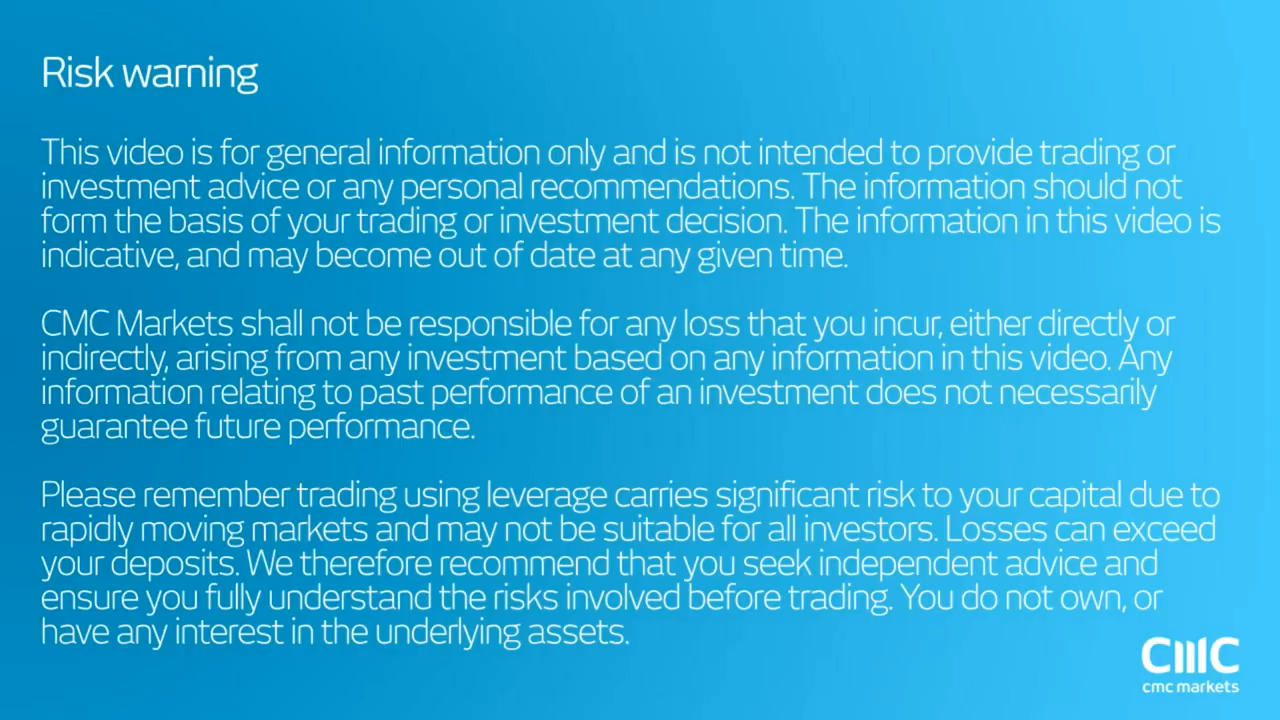 Risk warning
This video is for general information only and is not intended to provide trading or
investment advice or any personal recommendations. The information should not
form the basis of your trading or investment decision. The information in this video is
indicative, and may become out of date at any given time.
CMC Markets shall not be responsible for any loss that you incur, either directly or
indirectly, arising from any investment based on any information in this video. Any
information relating to past performance of an investment does not necessarily
guarantee future performance.
Please remember trading using leverage carries significant risk to your capital due to
rapidly moving markets and may not be suitable for all investors. Losses can exceed
your deposits. We therefore recommend that you seek independent advice and
ensure you fully understand the risks involved before trading. You do not own, or
have any interest in the underlying assets.
CMC
cmc markets